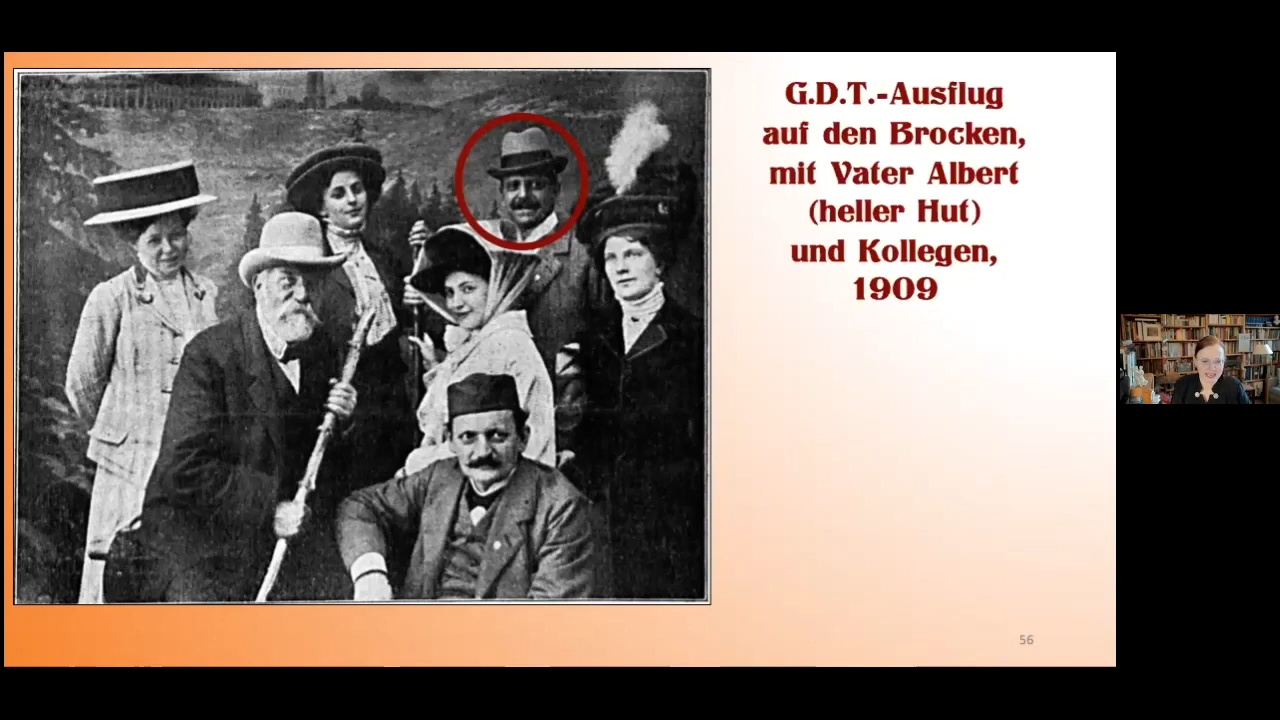 G.D.T.-Ausflug
auf den Brocken,
mit Vater Albert
(heller Hut)
und Kollegen,
1909
56